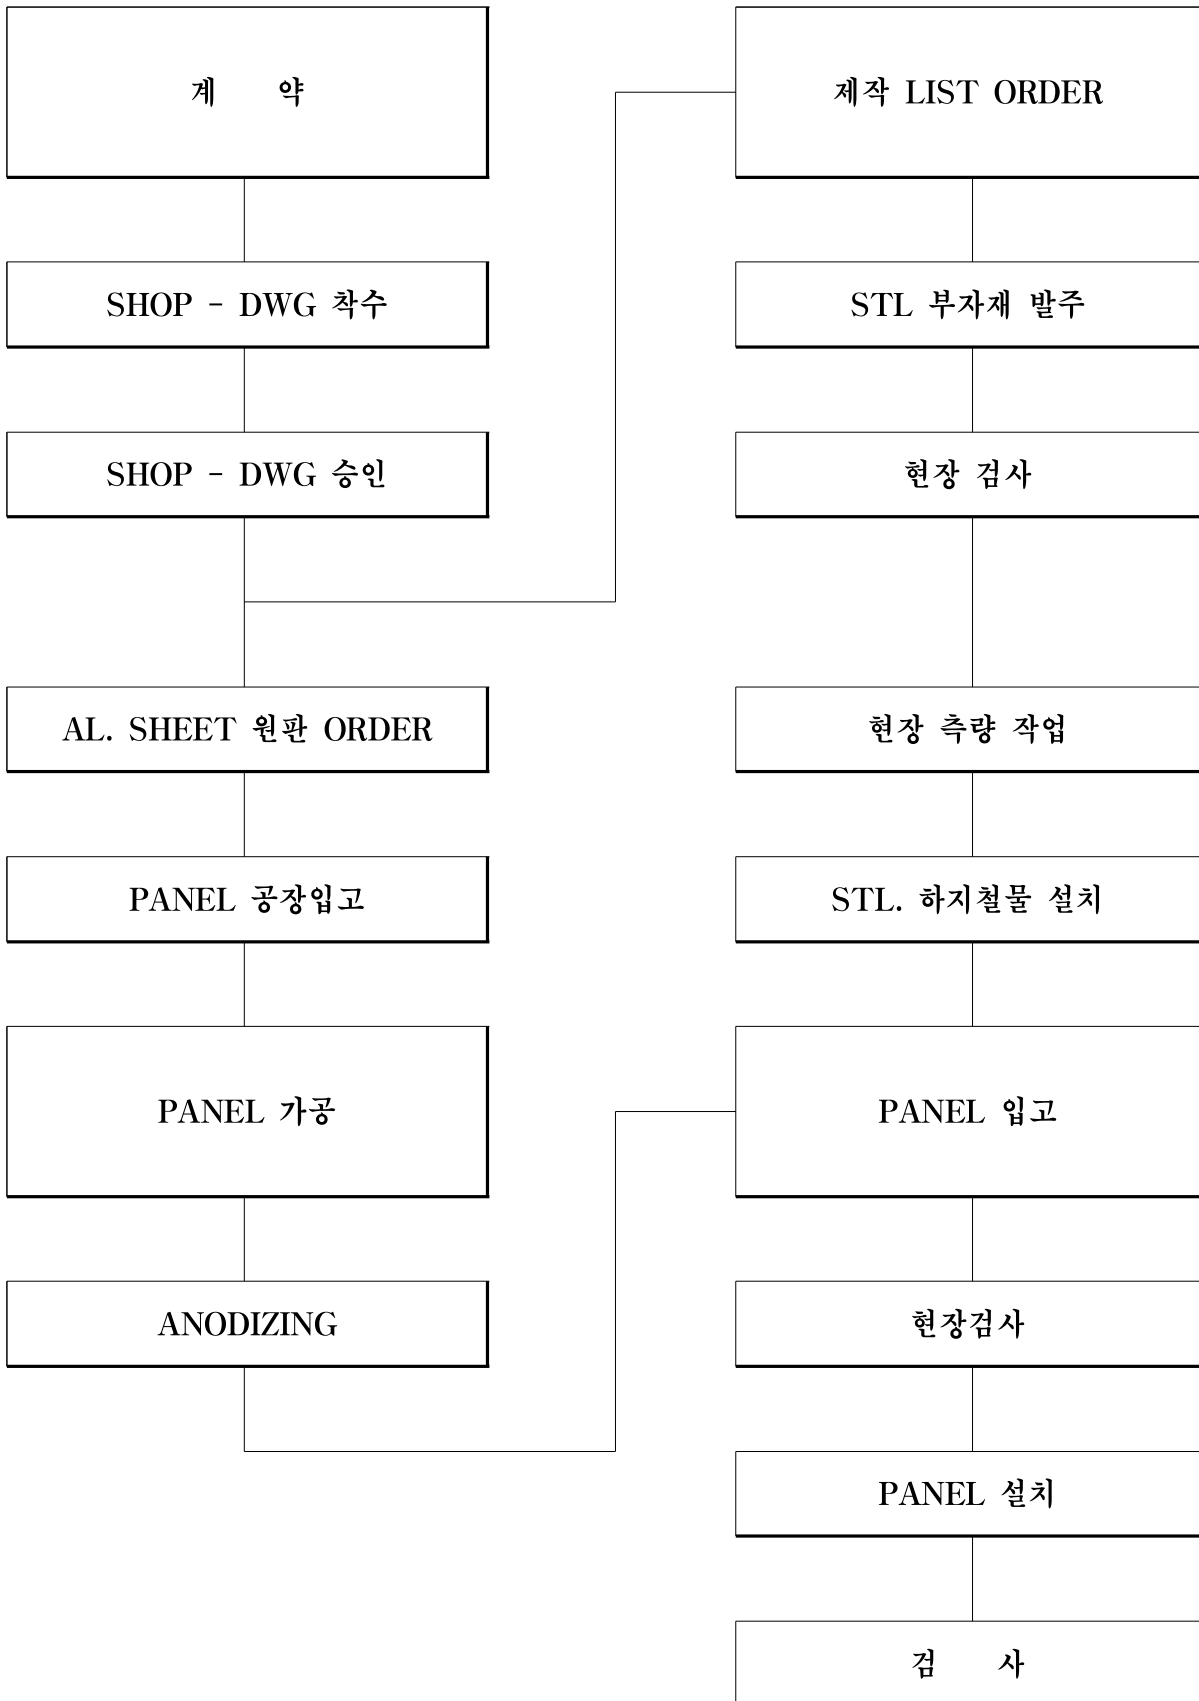 계 약
SHOP - DWG 착수
SHOP - DWG 승인
AL. SHEET 원판 ORDER
PANEL 공장입고
PANEL 가공
ANODIZING
제작 LIST ORDER
STL 부자재 발주
현장 검사
현장 측량 작업
STL. 하지철물 설치
PANEL 입고
현장검사
PANEL 설치
검 사